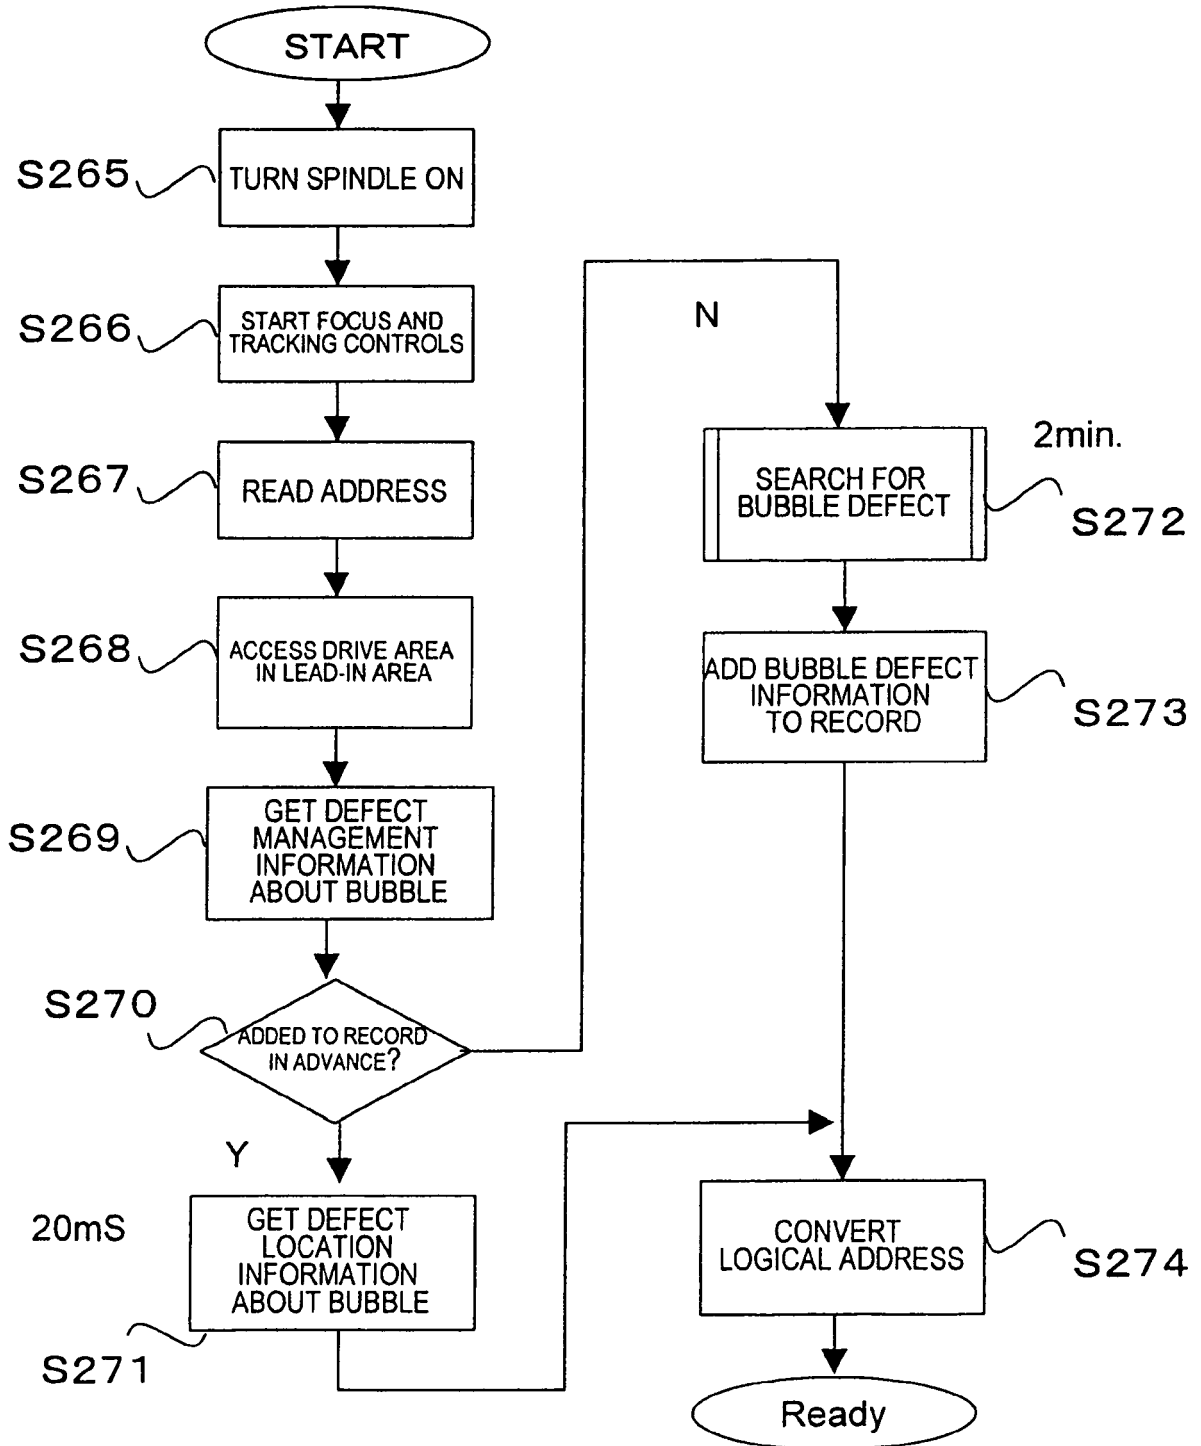 START
S265
TURN SPINDLE ON
S266
START FOCUS AND
TRACKING CONTROLS
S267
READ ADDRESS
S268
ACCESS DRIVE AREA
IN LEAD-IN AREA
S269
GET DEFECT
MANAGEMENT
INFORMATION
ABOUT BUBBLE
S270
ADDED TO RECORD
IN ADVANCE?
Y
20mS
GET DEFECT
LOCATION
INFORMATION
ABOUT BUBBLE
S271
N
2min.
SEARCH FOR
BUBBLE DEFECT
S272
ADD BUBBLE DEFECT
INFORMATION
TO RECORD
S273
CONVERT
LOGICAL ADDRESS
S274
Ready